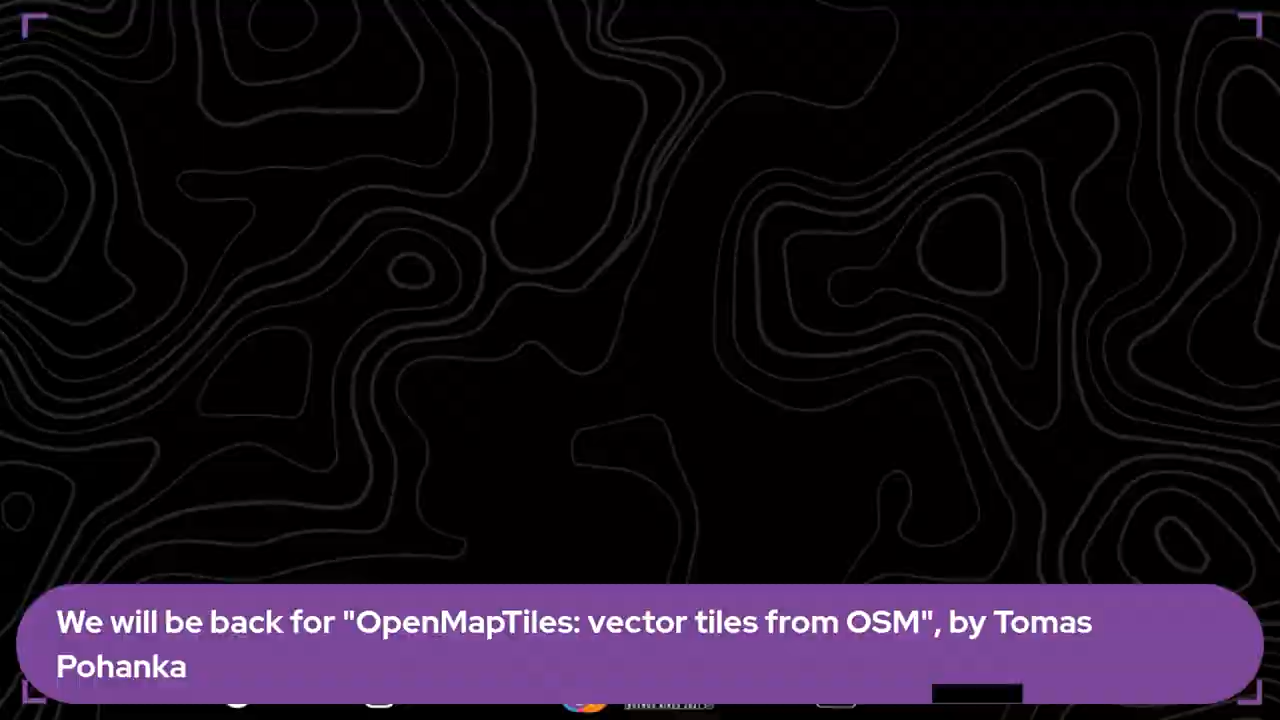 We will be back for "OpenMapTiles: vector tiles from OSM", by Tomas
Pohanka